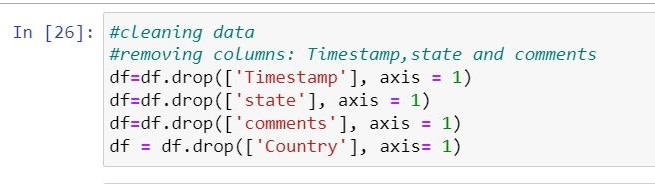 In [26]: #cleaning data
#removing columns: Timestamp,state and comments
df=df.drop(['Timestamp'], axis = 1)
df=df.drop(['state'], axis = 1)
df=df.drop(['comments'], axis = 1)
df = df.drop(['Country'], axis= 1)